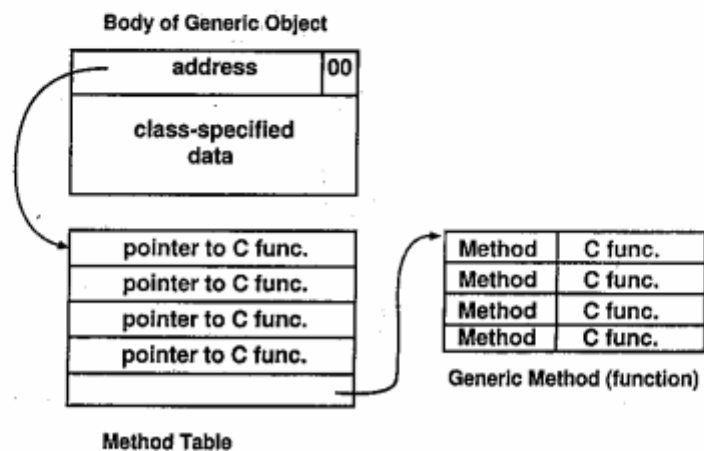 Body of Generic Object
address 00
class-specified
data
pointer to C func.
pointer to C func.
pointer to C func.
pointer to C func.
Method Table
Method C func.
Method C func.
Method C func.
Method C func.
Generic Method (function)